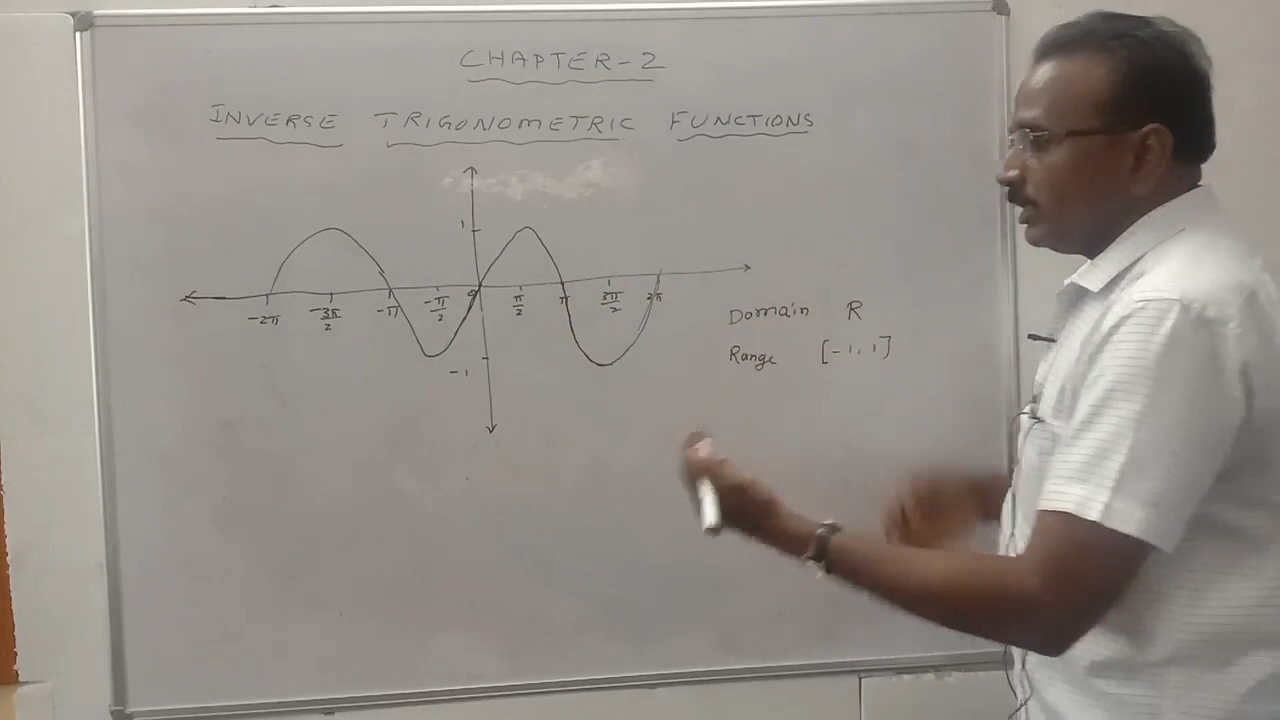 CHAPTER-2
INVERSE TRIGONOMETRIC FUNCTIONS
1
-2π -3π/2 -π -π/2 0 π/2 π 3π/2 2π
-1
Domain R
Range [-1, 1]